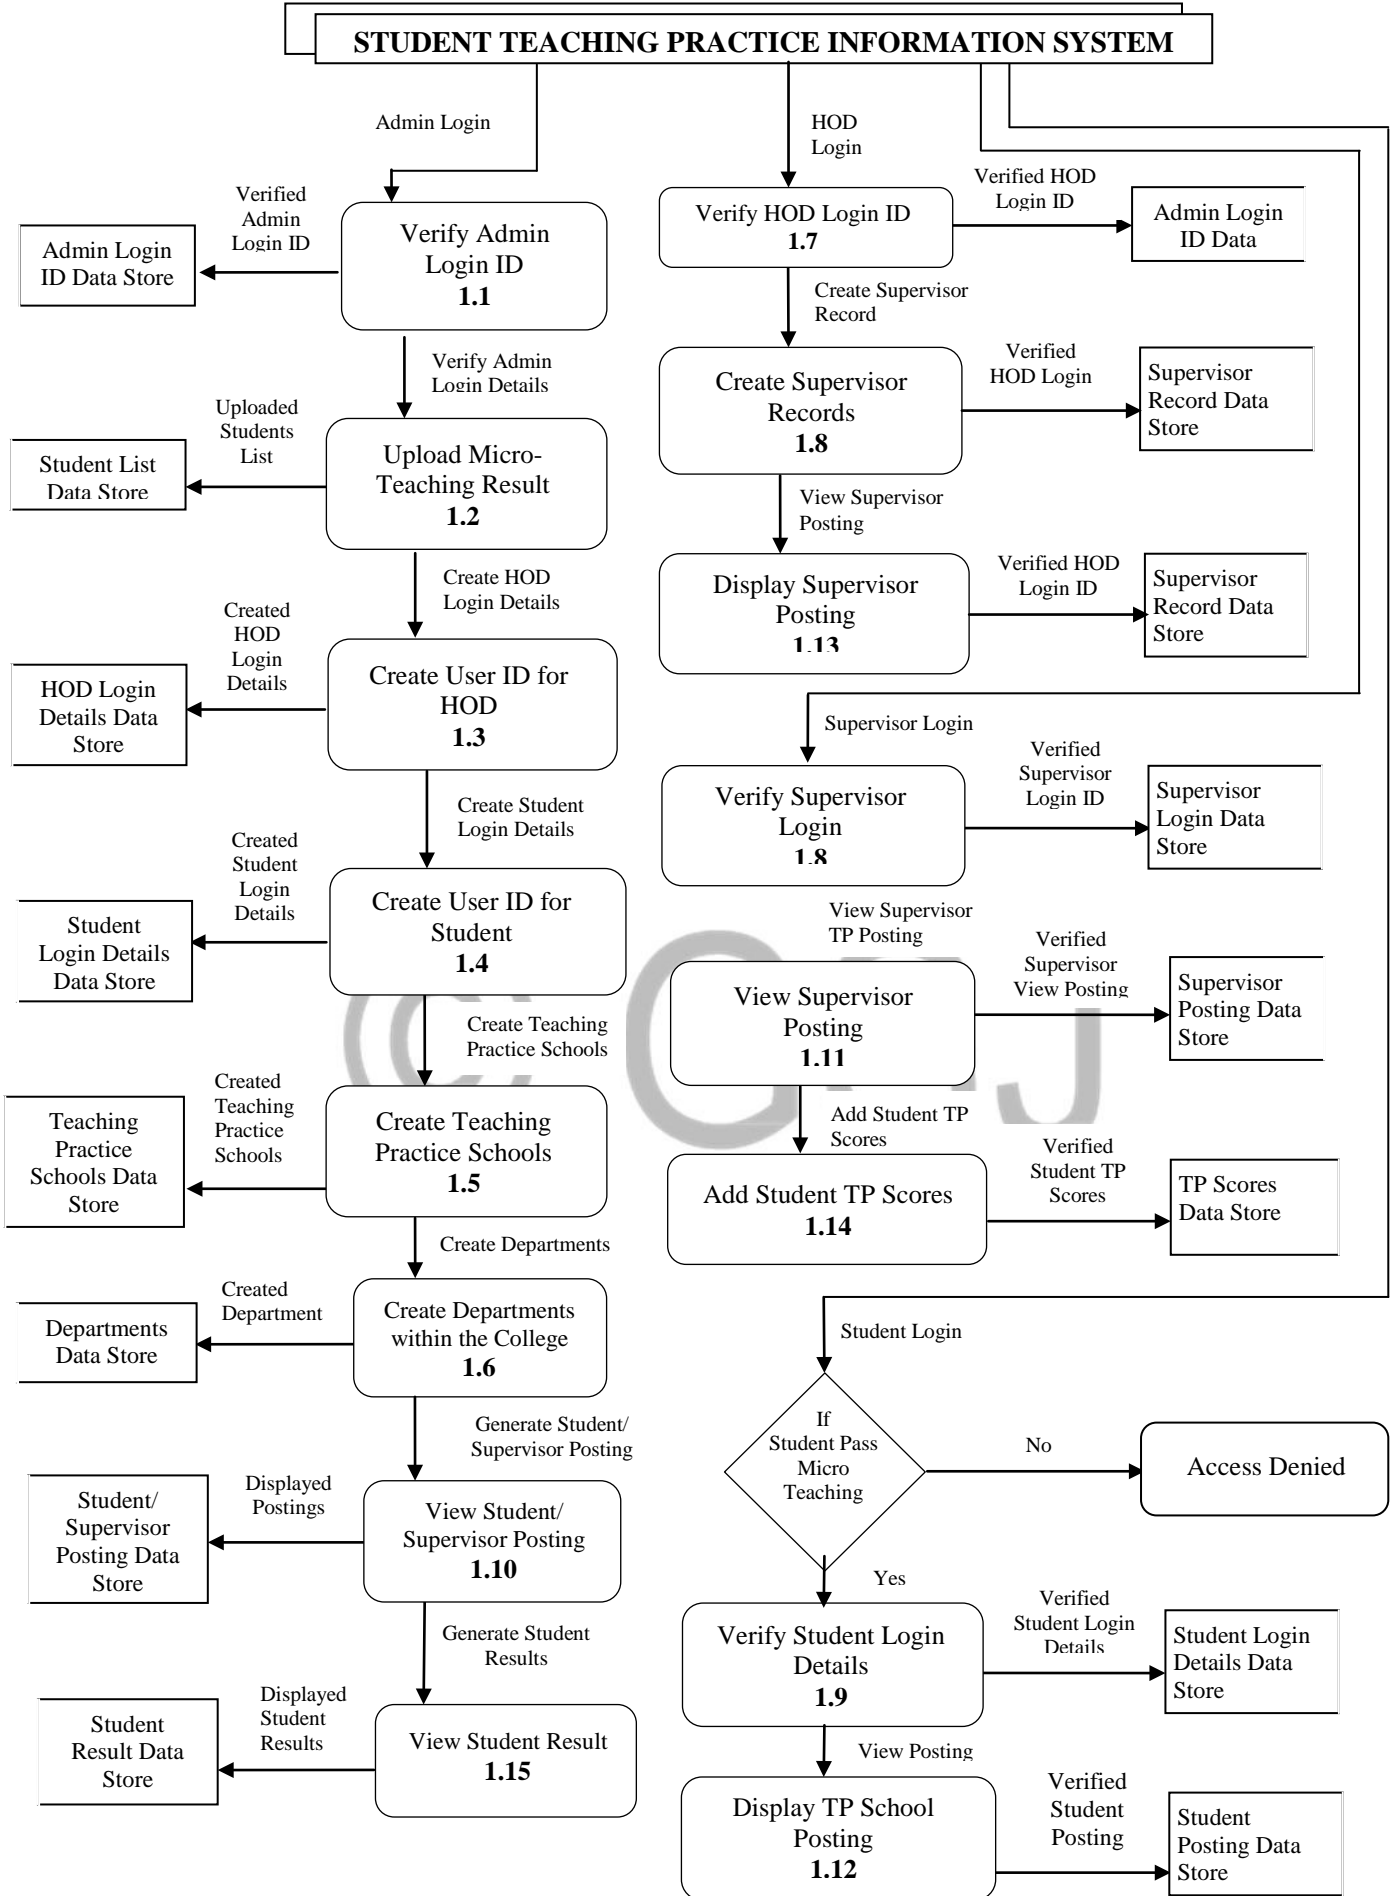 STUDENT TEACHING PRACTICE INFORMATION SYSTEM
Admin Login
Verified
Admin
Login ID
Verify Admin
Login ID
1.1
Admin Login
ID Data Store
Verify Admin
Login Details
Uploaded
Students
List
Upload Micro-
Teaching Result
1.2
Student List
Data Store
Create HOD
Login Details
Created
HOD
Login
Details
Create User ID for
HOD
1.3
HOD Login
Details Data
Store
Create Student
Login Details
Created
Student
Login
Details
Create User ID for
Student
1.4
Student
Login Details
Data Store
Create Teaching
Practice Schools
Created
Teaching
Practice
Schools
Create Teaching
Practice Schools
1.5
Teaching
Practice
Schools Data
Store
Create Departments
Created
Department
Create Departments
within the College
1.6
Departments
Data Store
Generate Student/
Supervisor Posting
Displayed
Postings
View Student/
Supervisor Posting
1.10
Student/
Supervisor
Posting Data
Store
Generate Student
Results
Displayed
Student
Results
View Student Result
1.15
Student
Result Data
Store
HOD
Login
Verify HOD Login ID
1.7
Verified HOD
Login ID
Admin Login
ID Data
Create Supervisor
Record
Create Supervisor
Records
1.8
Verified
HOD Login
Supervisor
Record Data
Store
View Supervisor
Posting
Display Supervisor
Posting
1.13
Verified HOD
Login ID
Supervisor
Record Data
Store
Supervisor Login
Verify Supervisor
Login
1.8
Verified
Supervisor
Login ID
Supervisor
Login Data
Store
View Supervisor
TP Posting
View Supervisor
Posting
1.11
Verified
Supervisor
View Posting
Supervisor
Posting Data
Store
Add Student TP
Scores
Add Student TP Scores
1.14
Verified
Student TP
Scores
TP Scores
Data Store
Student Login
If
Student Pass
Micro
Teaching
No
Access Denied
Yes
Verify Student Login
Details
1.9
Verified
Student Login
Details
Student Login
Details Data
Store
View Posting
Display TP School
Posting
1.12
Verified
Student
Posting
Student
Posting Data
Store